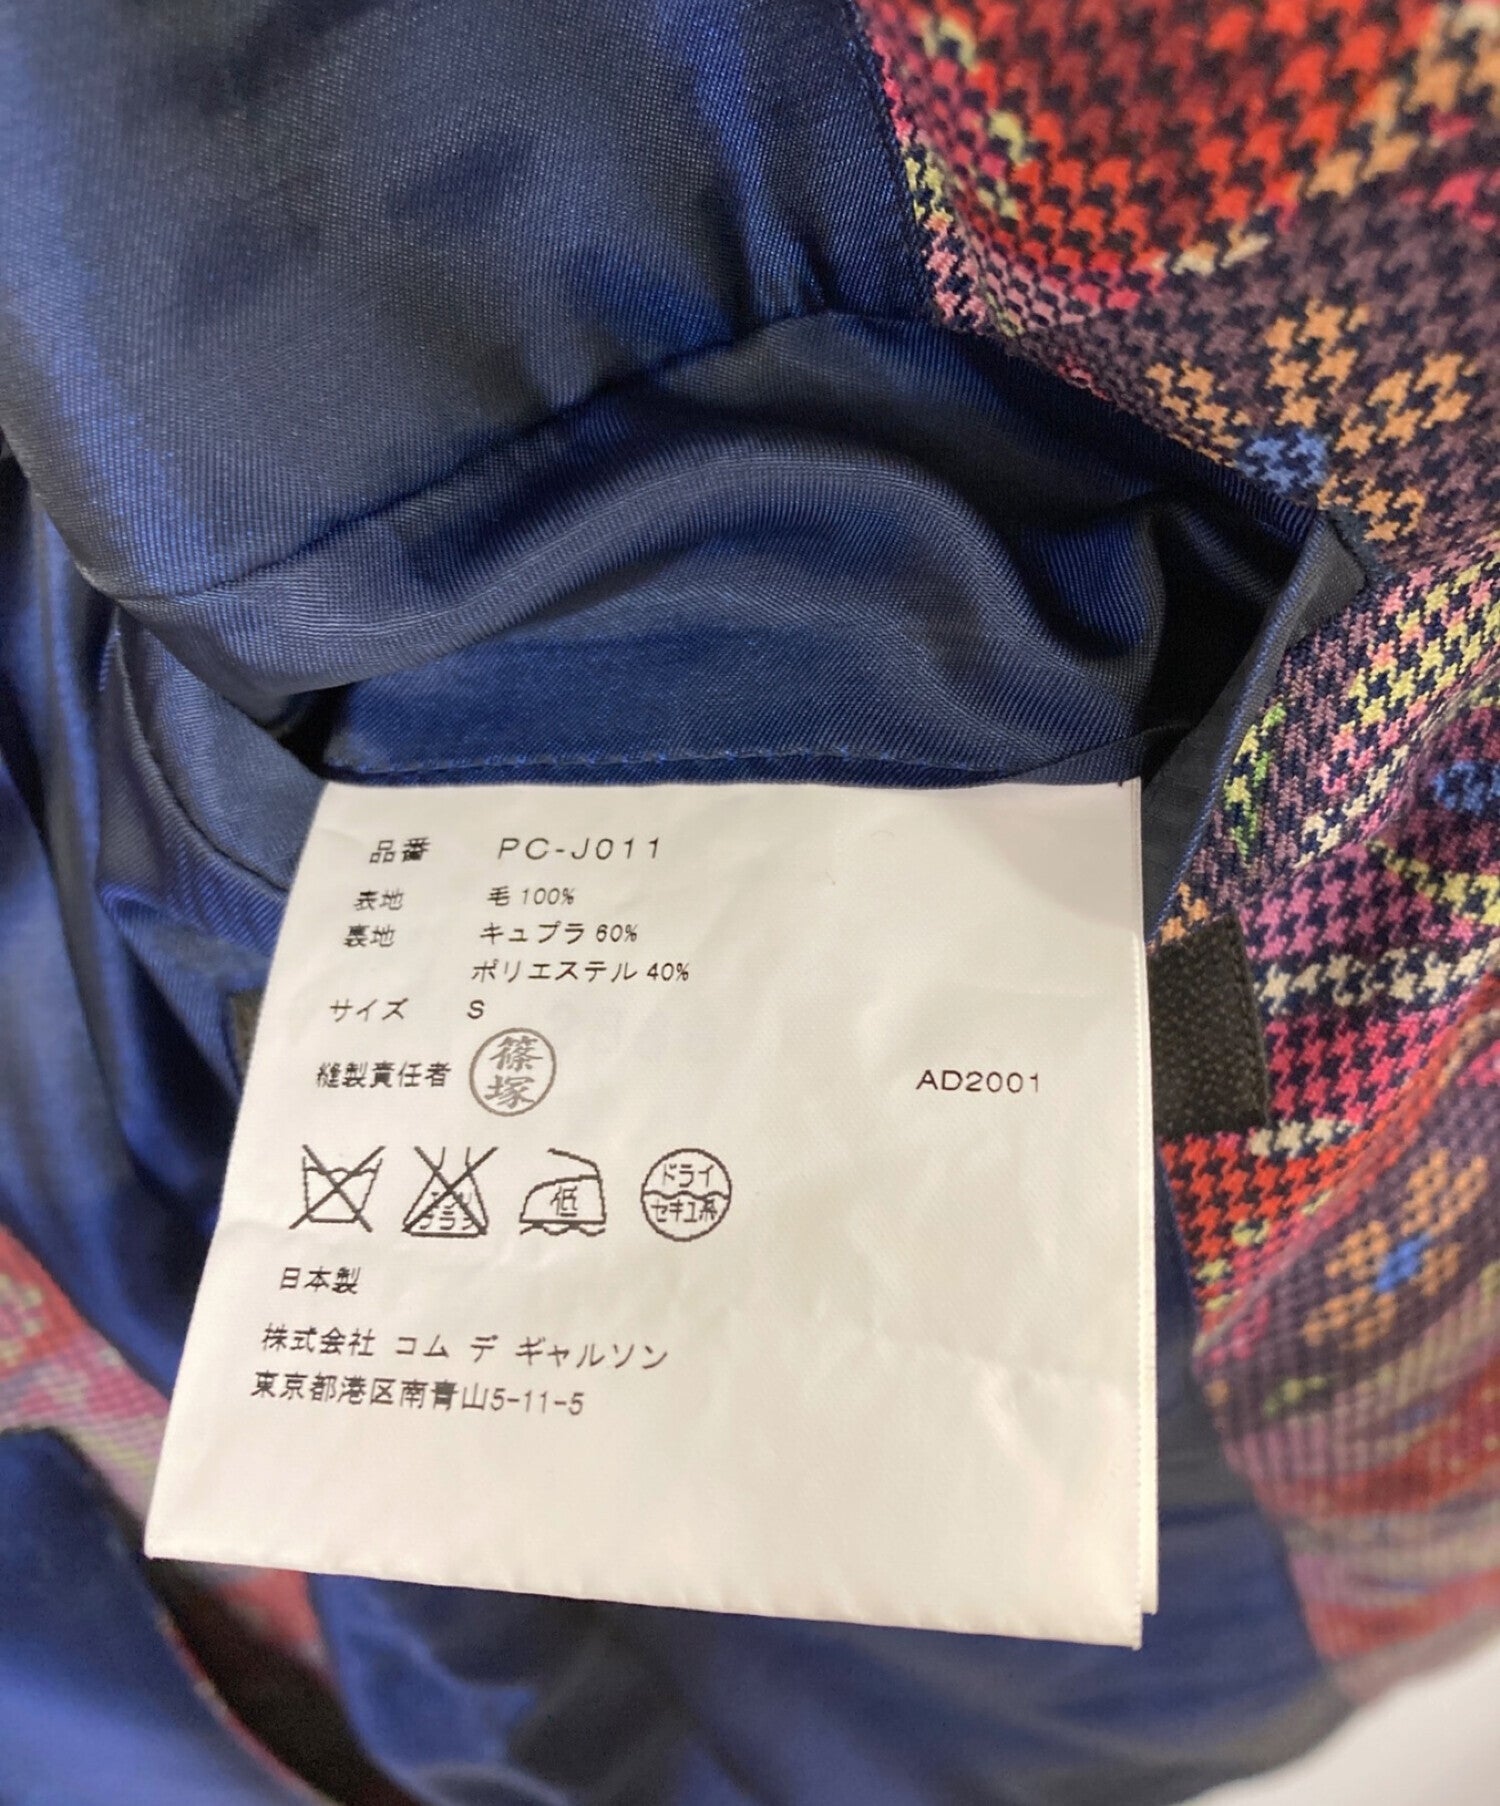 品番 PC-J011
表地 毛 100%
裏地 キュプラ 60%
ポリエステル 40%
サイズ S
縫製責任者 篠塚
AD2001
低
ドライ
セキユ系
日本製
株式会社 コム デ ギャルソン
東京都港区南青山5-11-5